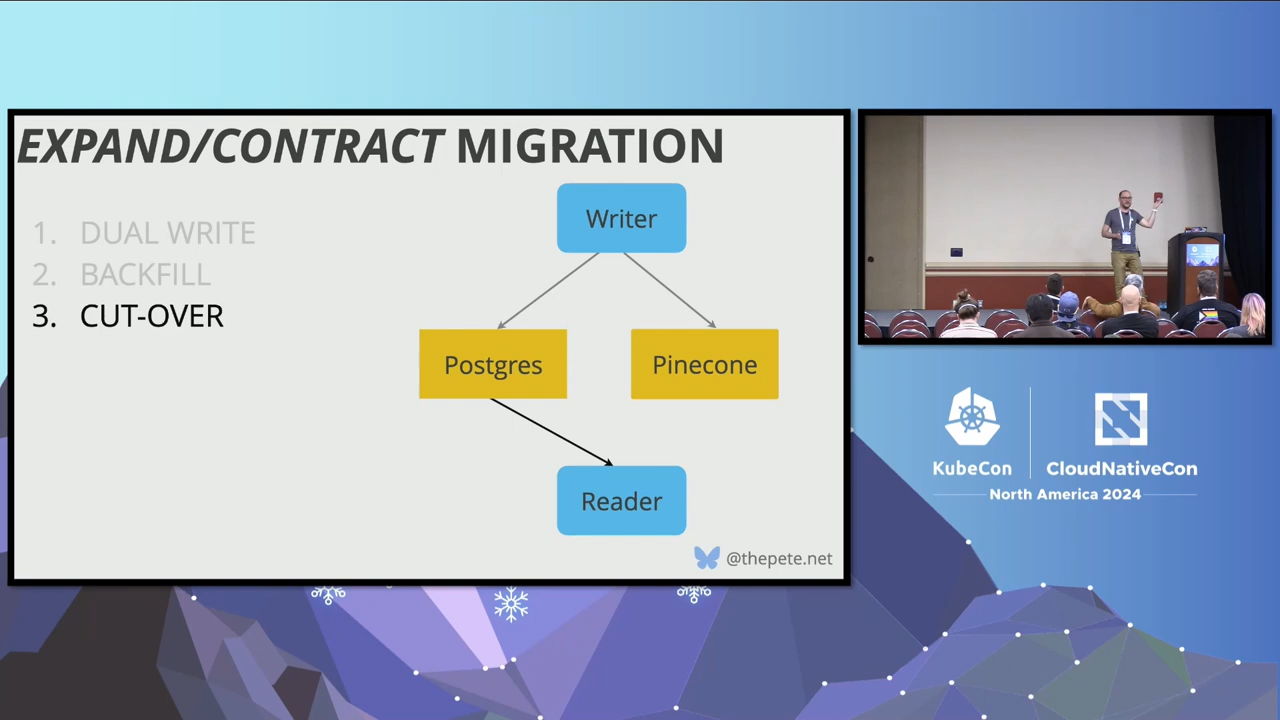 EXPAND/CONTRACT MIGRATION
1. DUAL WRITE
2. BACKFILL
3. CUT-OVER
Writer
Postgres
Pinecone
Reader
@thepete.net
KubeCon
CloudNativeCon
North America 2024